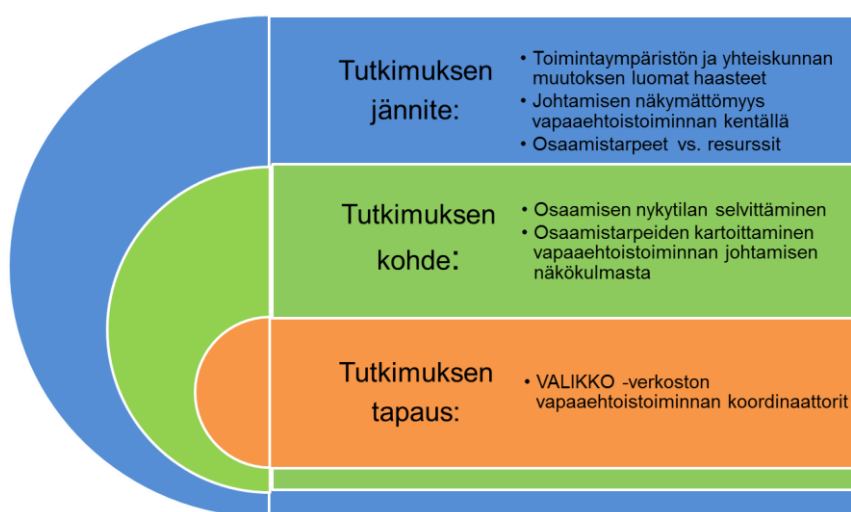 Tutkimuksen
jännite:
• Toimintaympäristön ja yhteiskunnan
muutoksen luomat haasteet
• Johtamisen näkymättömyys
vapaaehtoistoiminnan kentällä
• Osaamistarpeet vs. resurssit
Tutkimuksen
kohde:
• Osaamisen nykytilan selvittäminen
• Osaamistarpeiden kartoittaminen
vapaaehtoistoiminnan johtamisen
näkökulmasta
Tutkimuksen
tapaus:
• VALIKKO -verkoston
vapaaehtoistoiminnan koordinaattorit